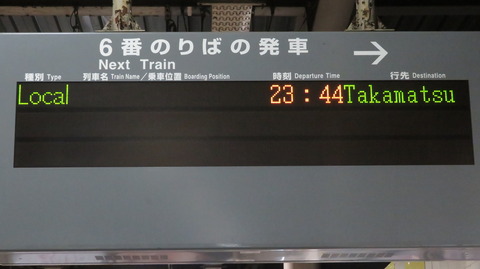 6番のりばの発車
Next Train
種別 Type 列車名 Train Name／乗車位置 Boarding Position 時刻 Departure Time 行先 Destination
Local 23：44 Takamatsu